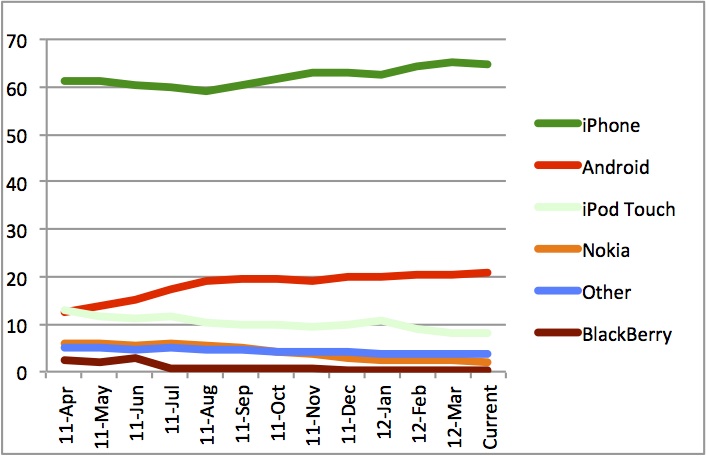 70
60
50
40
30
20
10
0
11-Apr
11-May
11-Jun
11-Jul
11-Aug
11-Sep
11-Oct
11-Nov
11-Dec
12-Jan
12-Feb
12-Mar
Current
iPhone
Android
iPod Touch
Nokia
Other
BlackBerry